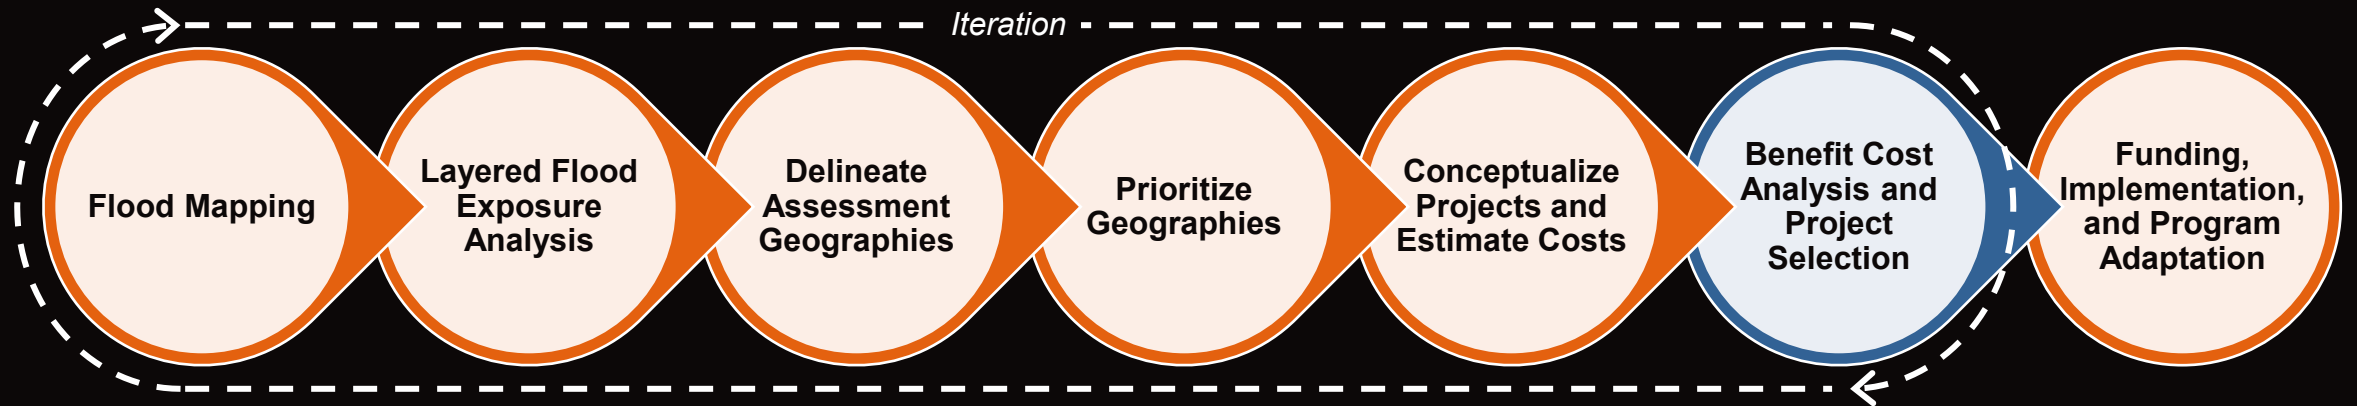 Iteration
Flood Mapping
Layered Flood
Exposure
Analysis
Delineate
Assessment
Geographies
Prioritize
Geographies
Conceptualize
Projects and
Estimate Costs
Benefit Cost
Analysis and
Project
Selection
Funding,
Implementation,
and Program
Adaptation